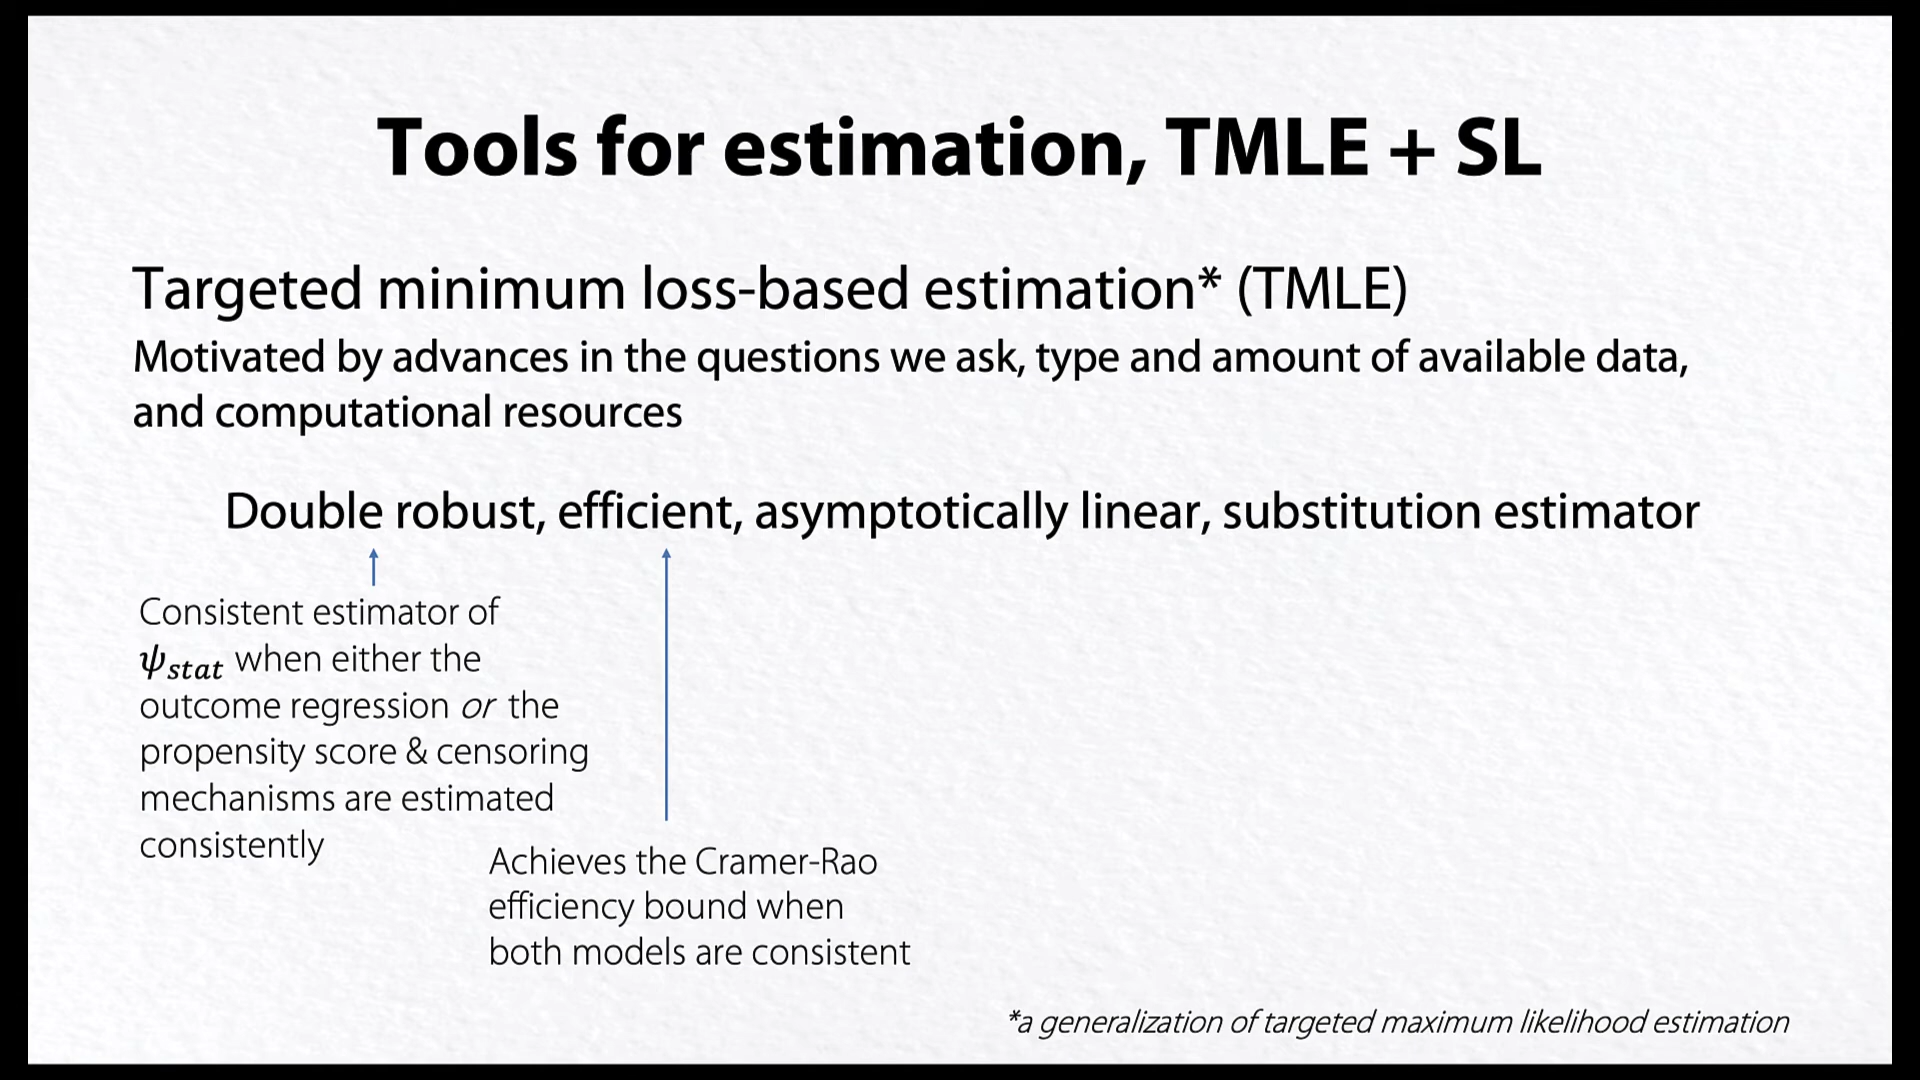 Tools for estimation, TMLE + SL
Targeted minimum loss-based estimation* (TMLE)
Motivated by advances in the questions we ask, type and amount of available data,
and computational resources
Double robust, efficient, asymptotically linear, substitution estimator
Consistent estimator of
ψstat when either the
outcome regression or the
propensity score & censoring
mechanisms are estimated
consistently
Achieves the Cramer-Rao
efficiency bound when
both models are consistent
*a generalization of targeted maximum likelihood estimation